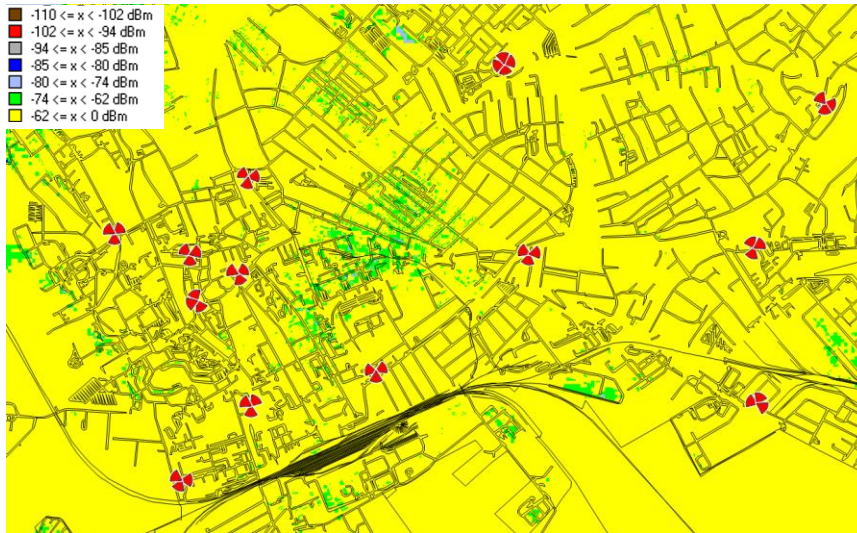 -110 <= x < -102 dBm
-102 <= x < -94 dBm
-94 <= x < -85 dBm
-85 <= x < -80 dBm
-80 <= x < -74 dBm
-74 <= x < -62 dBm
-62 <= x < 0 dBm